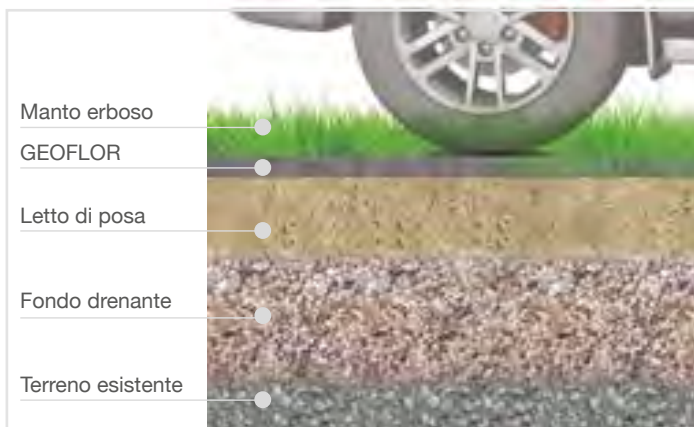 Manto erboso
GEOFLOR
Letto di posa
Fondo drenante
Terreno esistente